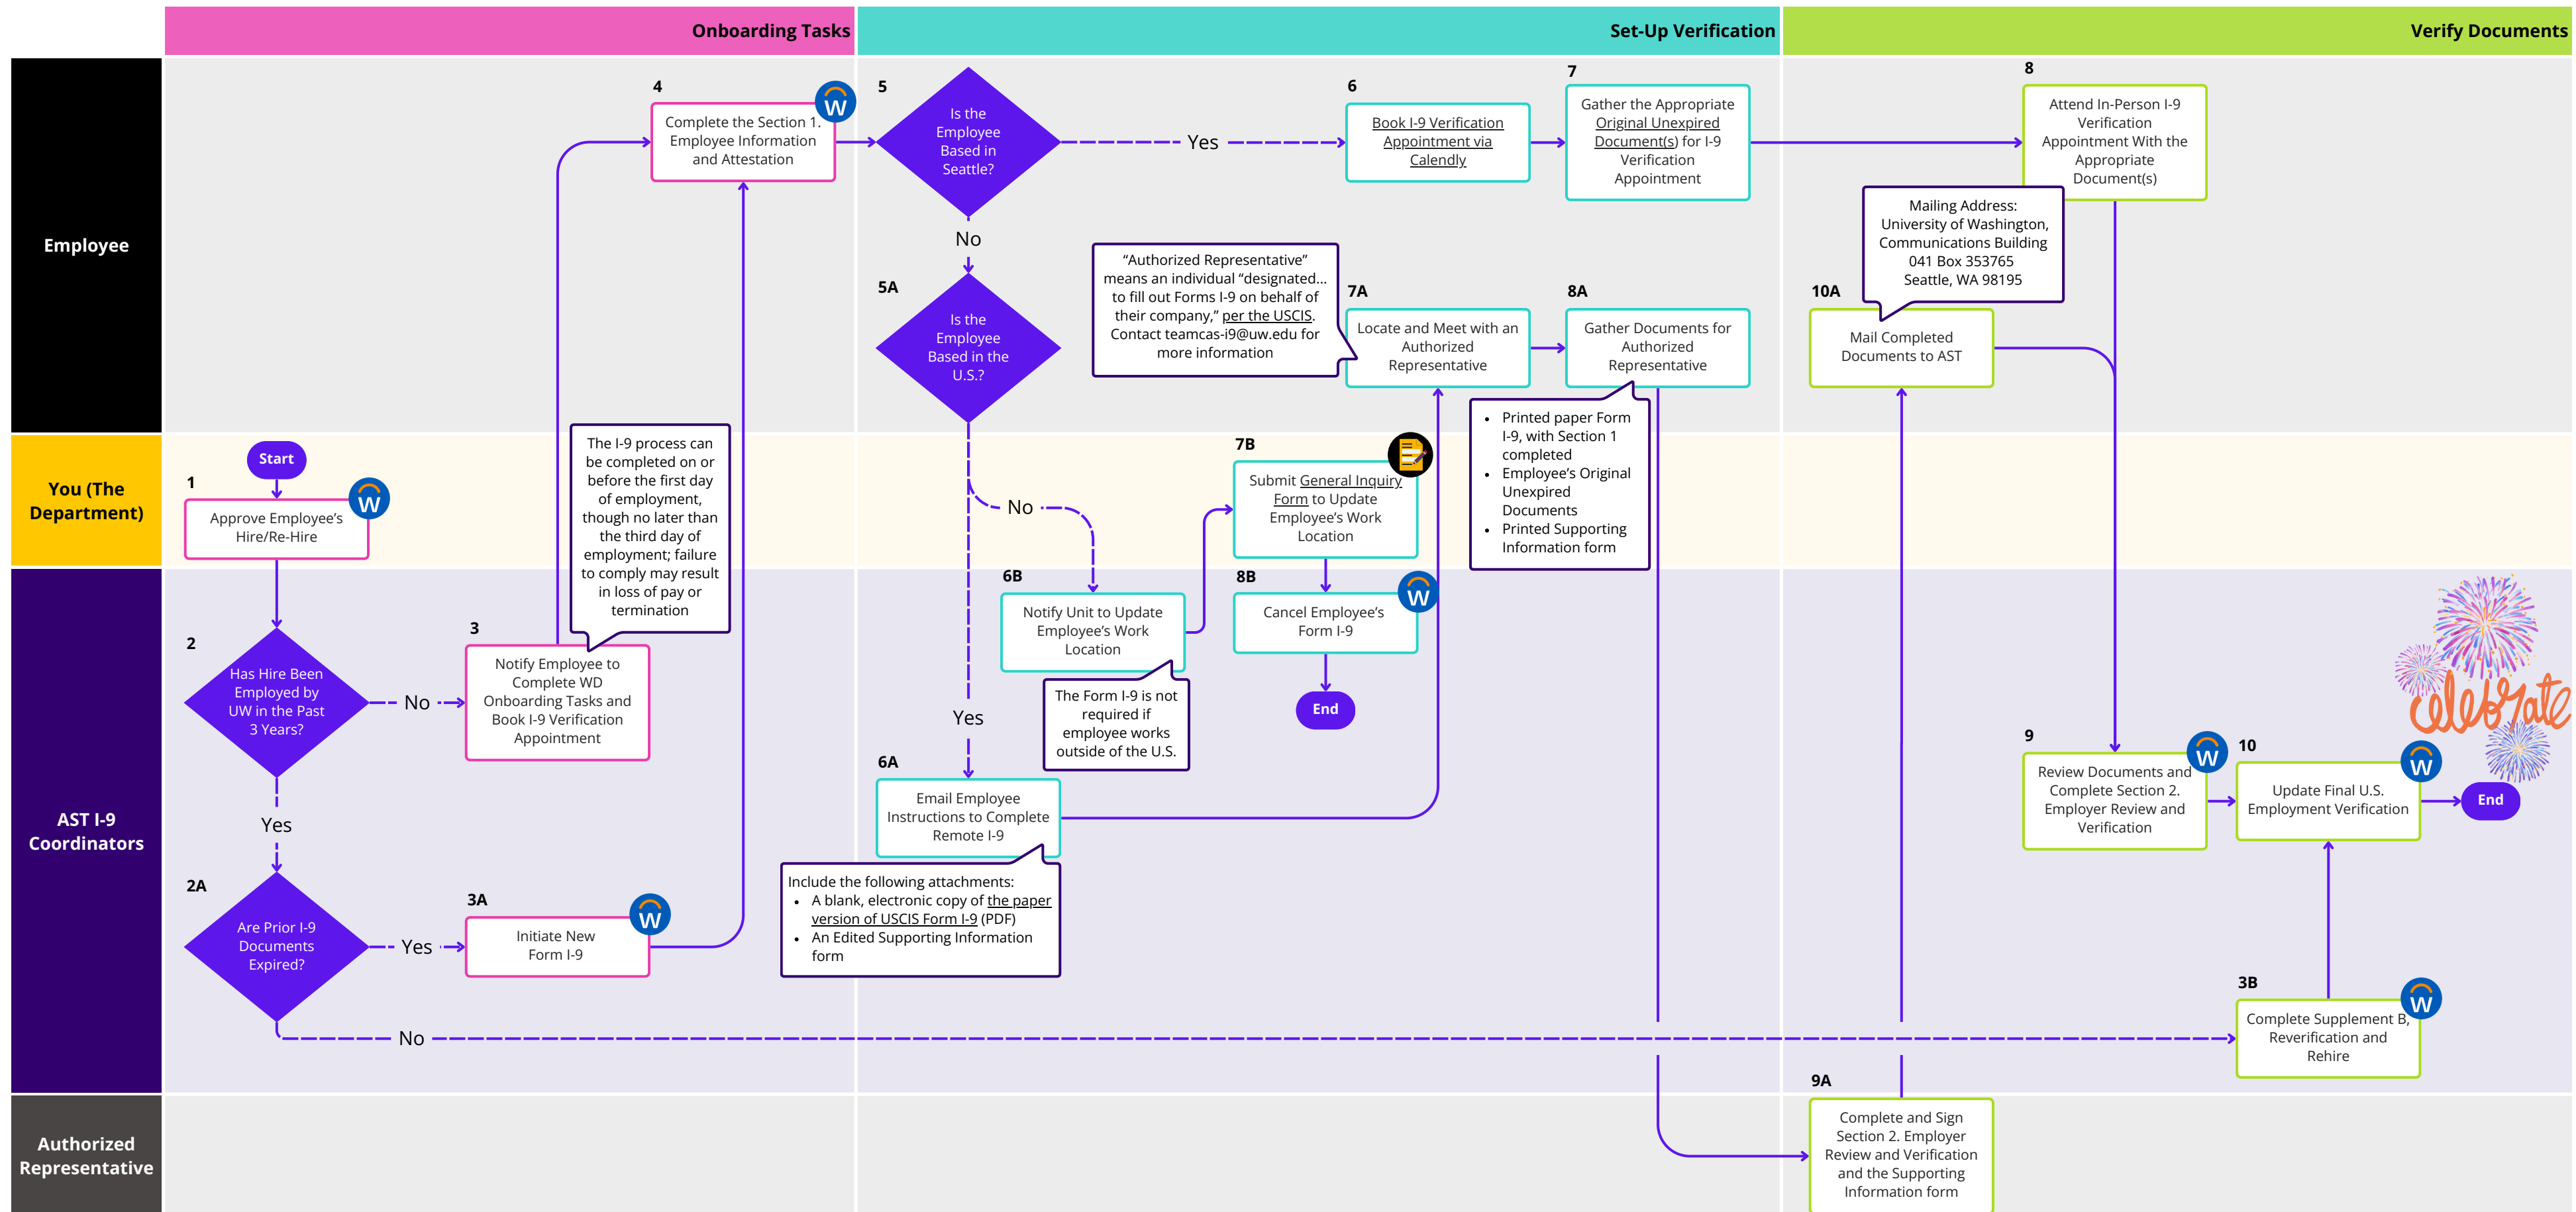 Onboarding Tasks
Set-Up Verification
Verify Documents
Employee
4
Complete the Section 1.
Employee Information
and Attestation
W
5
Is the
Employee
Based in
Seattle?
Yes
6
Book I-9 Verification
Appointment via
Calendly
7
Gather the Appropriate
Original Unexpired
Document(s) for I-9
Verification
Appointment
8
Attend In-Person I-9
Verification
Appointment With the
Appropriate
Document(s)
No
5A
Is the
Employee
Based in the
U.S.?
“Authorized Representative”
means an individual “designated...
to fill out Forms I-9 on behalf of
their company,” per the USCIS.
Contact teamcas-i9@uw.edu for
more information
7A
Locate and Meet with an
Authorized
Representative
8A
Gather Documents for
Authorized
Representative
Mailing Address:
University of Washington,
Communications Building
041 Box 353765
Seattle, WA 98195
10A
Mail Completed
Documents to AST
You (The
Department)
Start
1
Approve Employee’s
Hire/Re-Hire
W
The I-9 process can
be completed on or
before the first day
of employment,
though no later than
the third day of
employment; failure
to comply may result
in loss of pay or
termination
No
7B
Submit General Inquiry
Form to Update
Employee’s Work
Location
• Printed paper Form
I-9, with Section 1
completed
• Employee’s Original
Unexpired
Documents
• Printed Supporting
Information form
AST I-9
Coordinators
2
Has Hire Been
Employed by
UW in the Past
3 Years?
No
3
Notify Employee to
Complete WD
Onboarding Tasks and
Book I-9 Verification
Appointment
6B
Notify Unit to Update
Employee’s Work
Location
The Form I-9 is not
required if
employee works
outside of the U.S.
8B
Cancel Employee’s
Form I-9
W
End
Yes
6A
Email Employee
Instructions to Complete
Remote I-9
Include the following attachments:
• A blank, electronic copy of the paper
version of USCIS Form I-9 (PDF)
• An Edited Supporting Information
form
Yes
2A
Are Prior I-9
Documents
Expired?
Yes
3A
Initiate New
Form I-9
W
No
9
Review Documents and
Complete Section 2.
Employer Review and
Verification
W
10
Update Final U.S.
Employment Verification
W
celebrate
End
3B
Complete Supplement B,
Reverification and
Rehire
W
Authorized
Representative
9A
Complete and Sign
Section 2. Employer
Review and Verification
and the Supporting
Information form